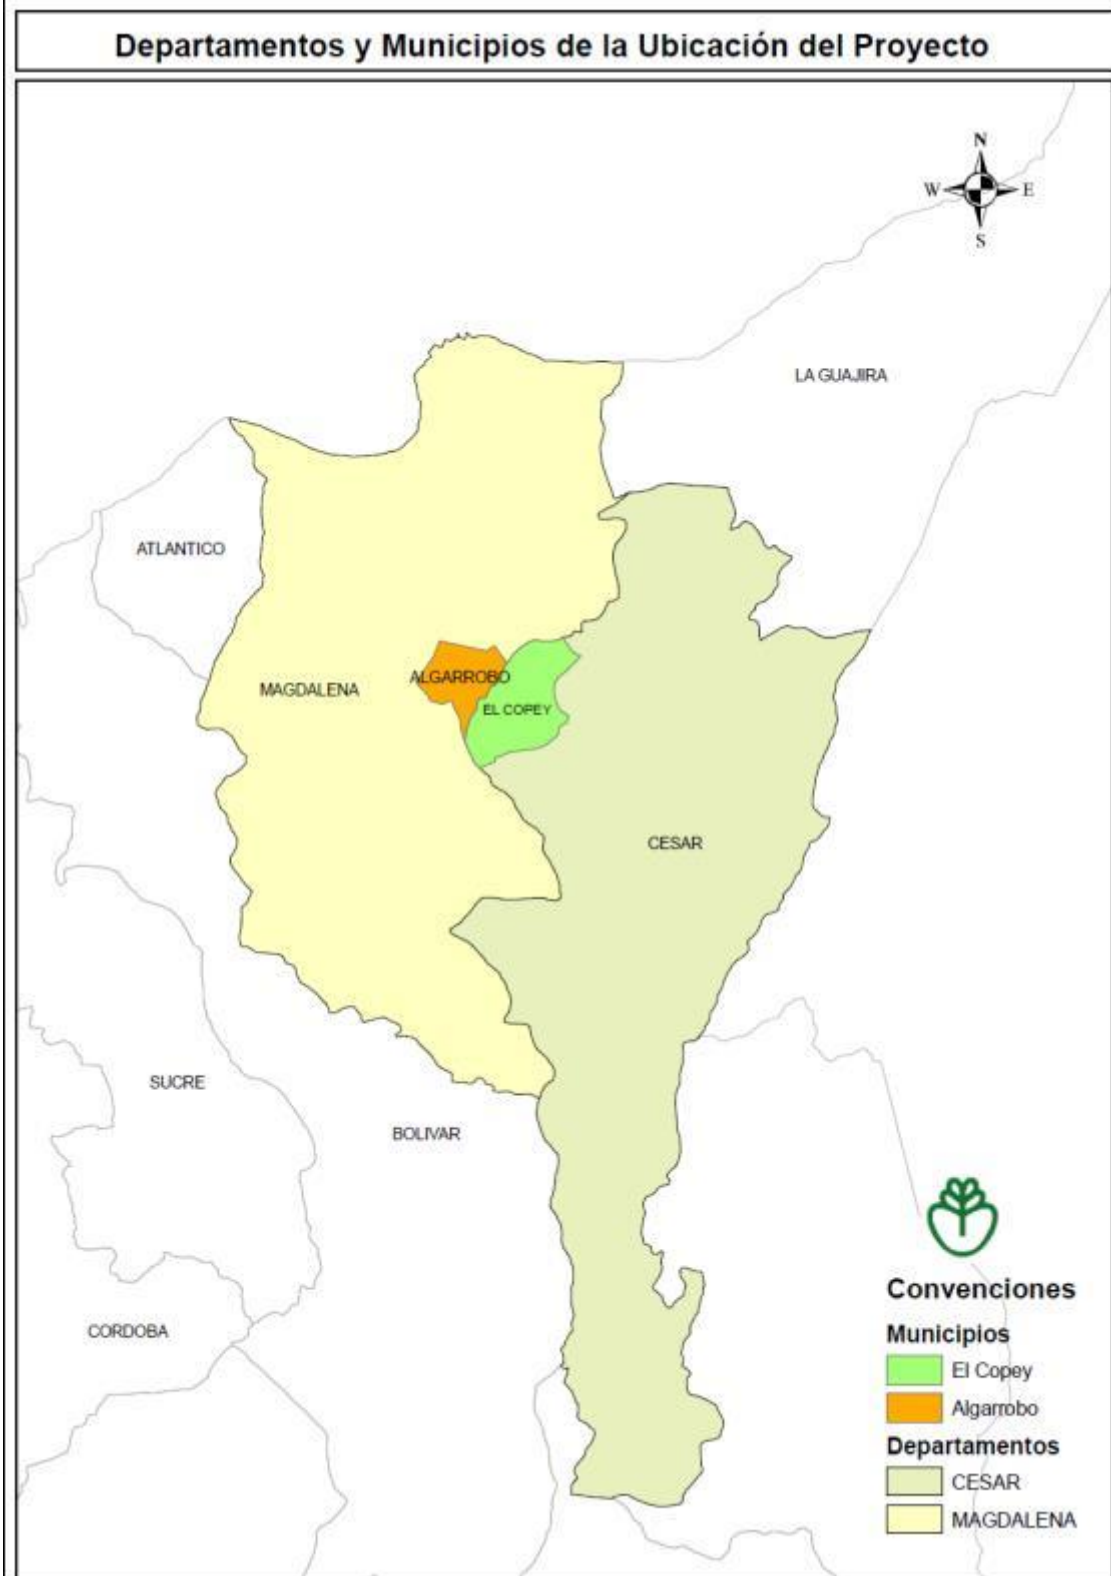 Departamentos y Municipios de la Ubicación del Proyecto
N
W E
S
LA GUAJIRA
ATLANTICO
ALGARROBO
MAGDALENA
EL COPEY
CESAR
SUCRE
BOLIVAR
CORDOBA
Convenciones
Municipios
El Copey
Algarrobo
Departamentos
CESAR
MAGDALENA